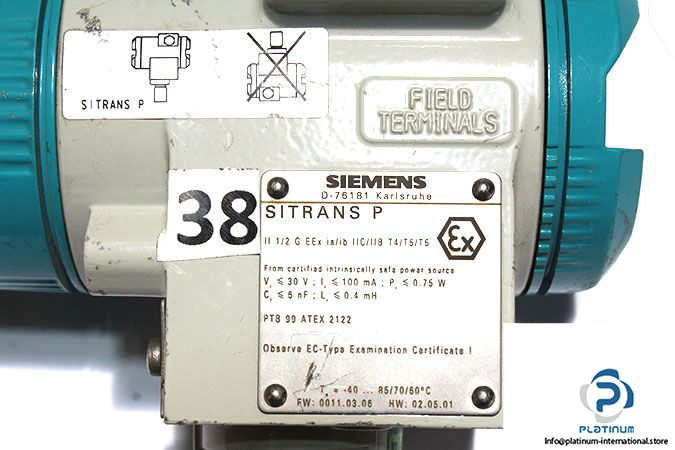 SITRANS P
FIELD
TERMINALS
38
SIEMENS
D-76181 Karlsruhe
SITRANS P
II 1/2 G EEx ia/ib IIC/IIB T4/T5/T6
Ex
From certified intrinsically safe power source
Vᵢ ≤ 30 V ; Iᵢ ≤ 100 mA ; Pᵢ ≤ 0.75 W
Cᵢ ≤ 6 nF ; Lᵢ ≤ 0.4 mH
PTB 99 ATEX 2122
Observe EC-Type Examination Certificate !
Tₐ = -40 ... 85/70/60°C
FW: 0011.03.06 HW: 02.05.01
PLATINUM
Info@platinum-international.store